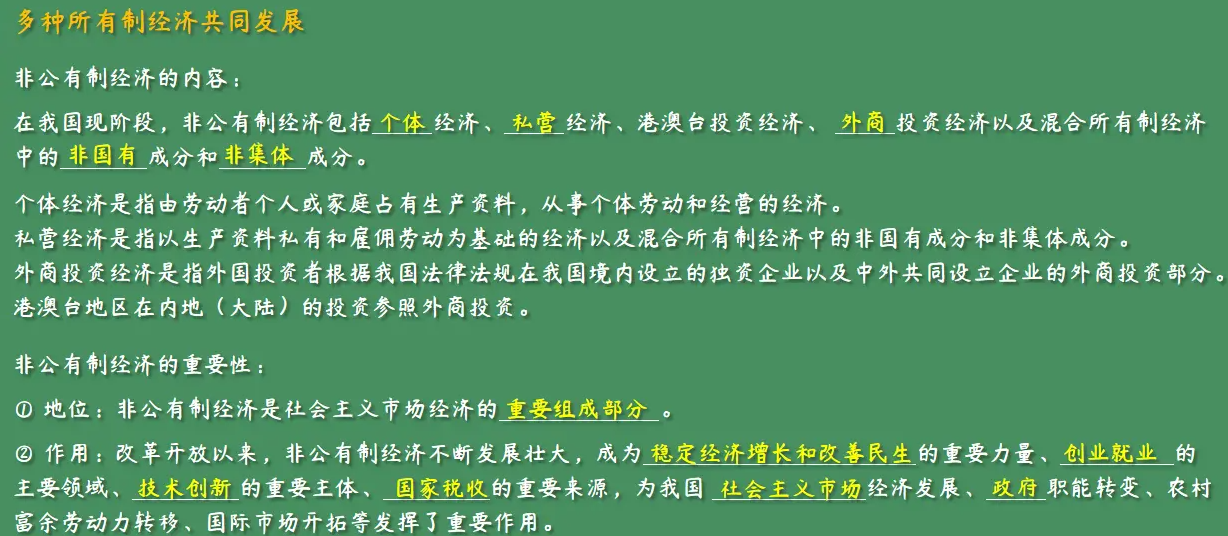 多种所有制经济共同发展
非公有制经济的内容：
在我国现阶段，非公有制经济包括 个体 经济、 私营 经济、港澳台投资经济、 外商 投资经济以及混合所有制经济
中的 非国有 成分和 非集体 成分。
个体经济是指由劳动者个人或家庭占有生产资料，从事个体劳动和经营的经济。
私营经济是指以生产资料私有和雇佣劳动为基础的经济以及混合所有制经济中的非国有成分和非集体成分。
外商投资经济是指外国投资者根据我国法律法规在我国境内设立的独资企业以及中外共同设立企业的外商投资部分。
港澳台地区在内地（大陆）的投资参照外商投资。
非公有制经济的重要性：
① 地位：非公有制经济是社会主义市场经济的 重要组成部分 。
② 作用：改革开放以来，非公有制经济不断发展壮大，成为 稳定经济增长和改善民生 的重要力量、 创业就业 的
主要领域、 技术创新 的重要主体、 国家税收 的重要来源，为我国 社会主义市场 经济发展、 政府 职能转变、农村
富余劳动力转移、国际市场开拓等发挥了重要作用。